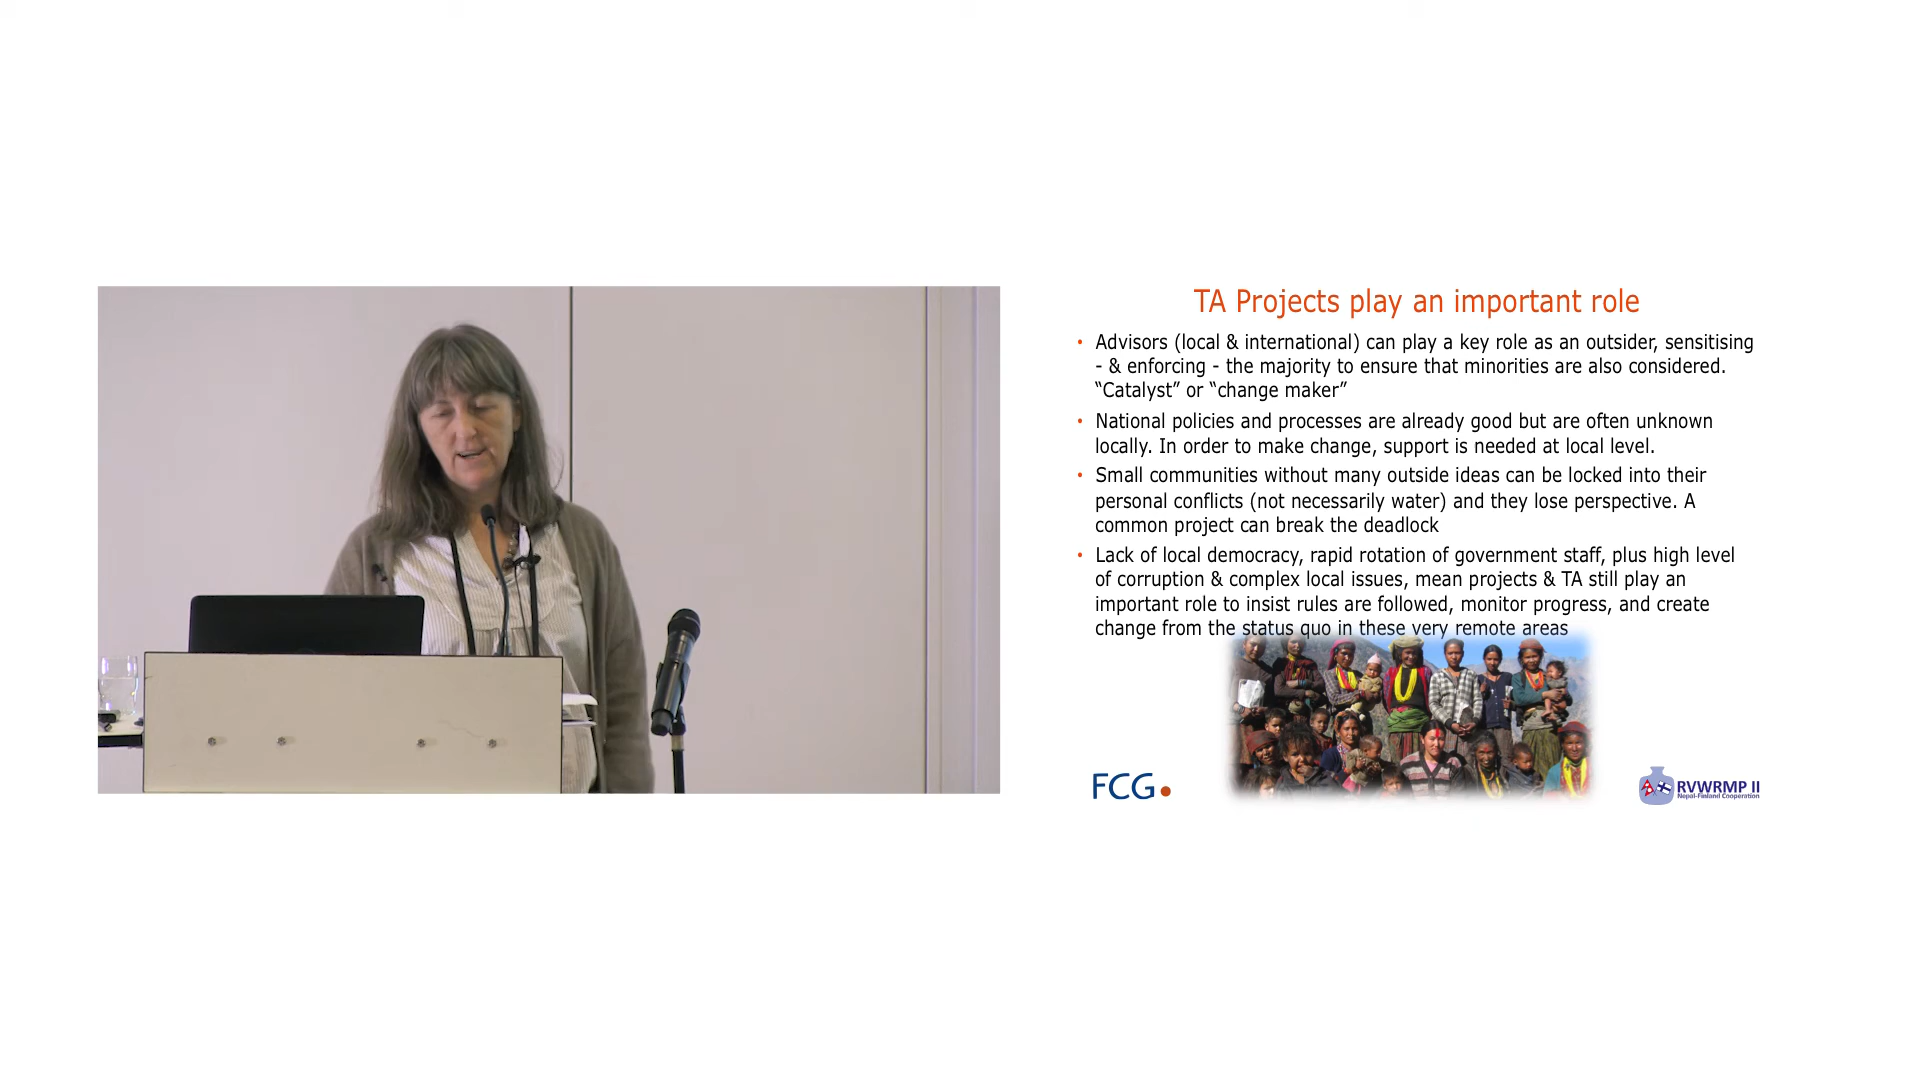 TA Projects play an important role
• Advisors (local & international) can play a key role as an outsider, sensitising
- & enforcing - the majority to ensure that minorities are also considered.
“Catalyst” or “change maker”
• National policies and processes are already good but are often unknown
locally. In order to make change, support is needed at local level.
• Small communities without many outside ideas can be locked into their
personal conflicts (not necessarily water) and they lose perspective. A
common project can break the deadlock
• Lack of local democracy, rapid rotation of government staff, plus high level
of corruption & complex local issues, mean projects & TA still play an
important role to insist rules are followed, monitor progress, and create
change from the status quo in these very remote areas
FCG
RVWRMP II
Nepal-Finland Cooperation